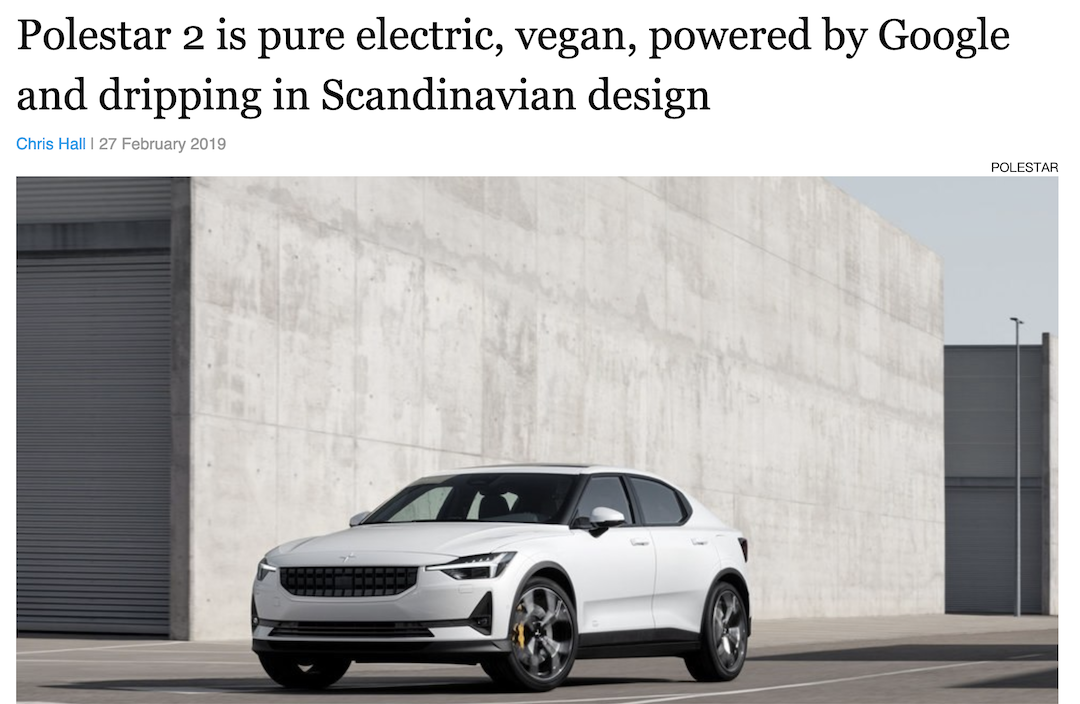 Polestar 2 is pure electric, vegan, powered by Google
and dripping in Scandinavian design
Chris Hall | 27 February 2019
POLESTAR